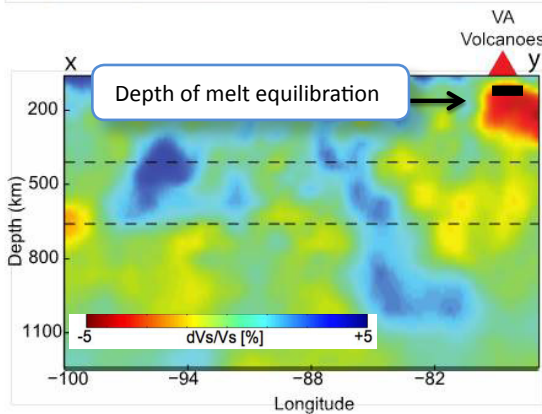 VA
Volcanoes
x
y
Depth of melt equilibration
200
500
800
1100
Depth (km)
-5
dVs/Vs [%]
+5
−100
−94
−88
−82
Longitude